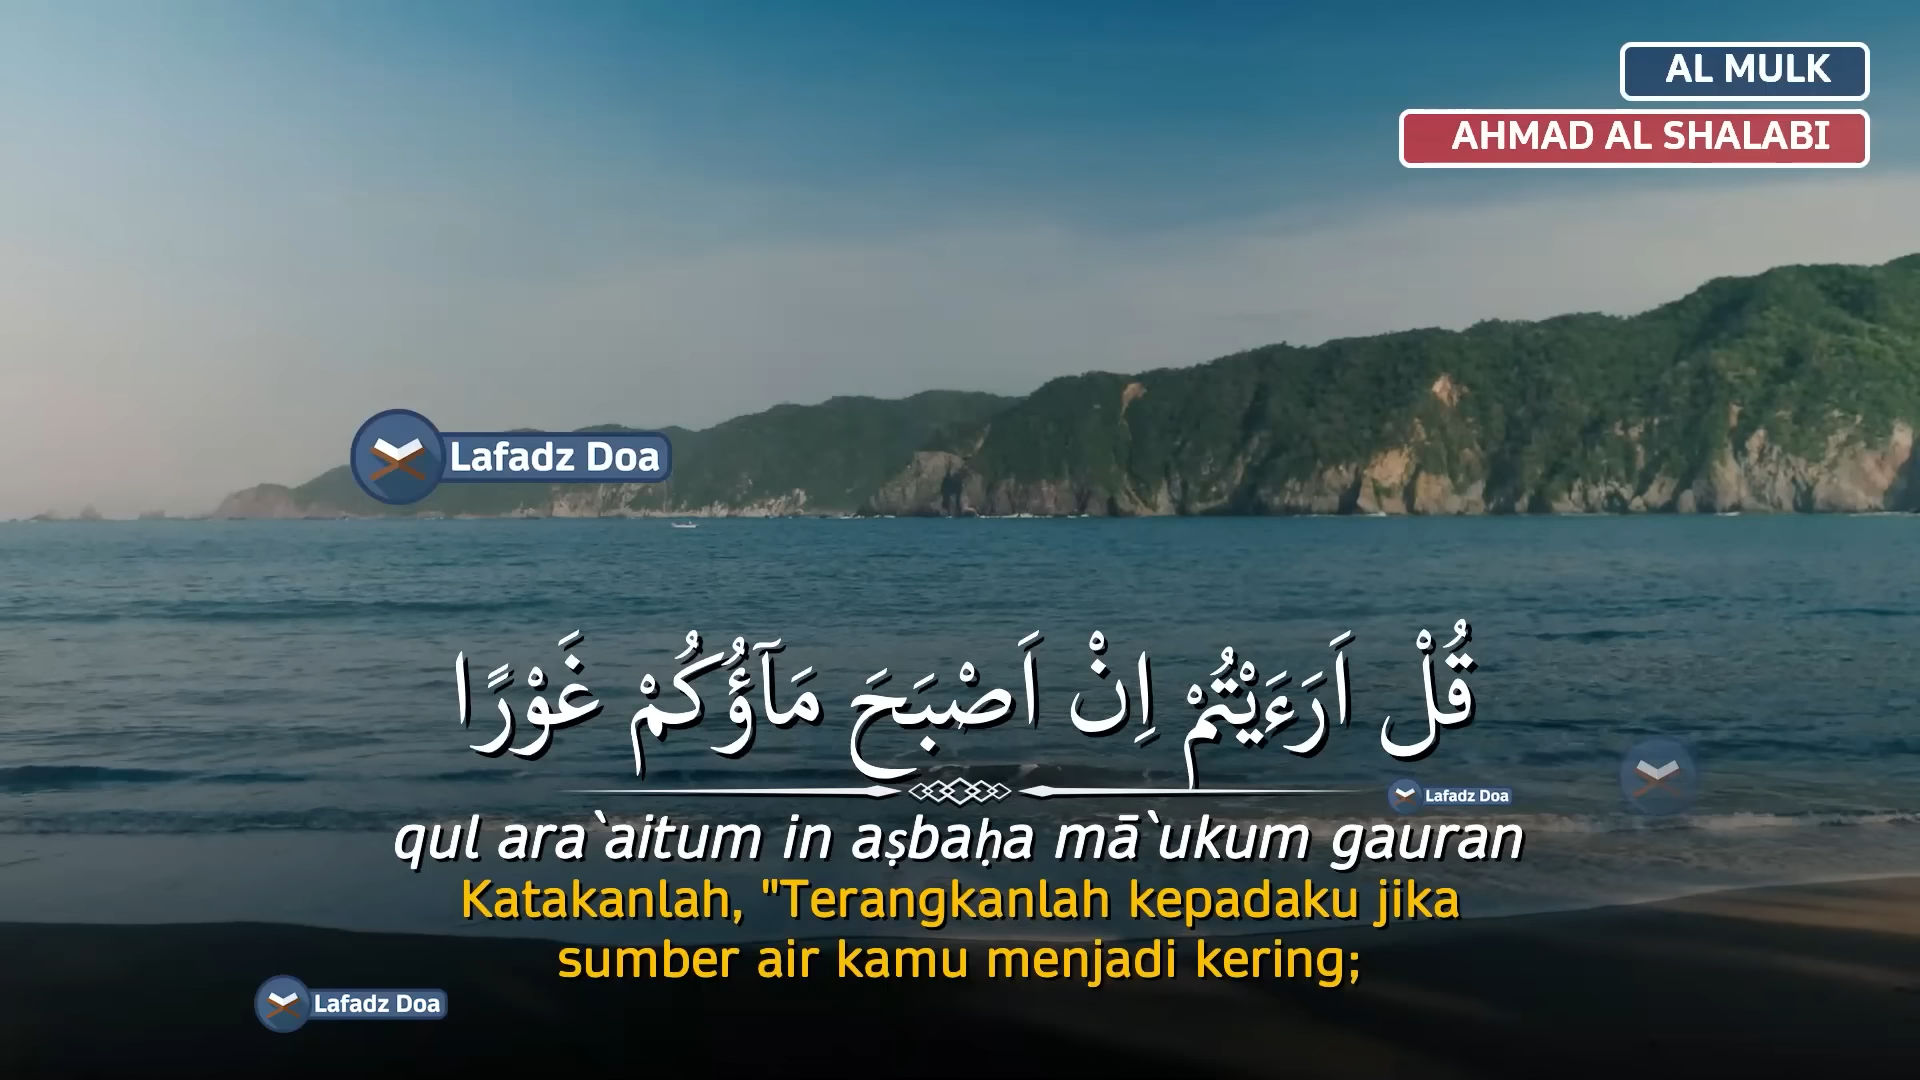 AL MULK
AHMAD AL SHALABI
Lafadz Doa
قُلْ اَرَءَيْتُمْ اِنْ اَصْبَحَ مَآؤُكُمْ غَوْرًا
Lafadz Doa
qul ara`aitum in aṣbaḥa mā`ukum gauran
Katakanlah, "Terangkanlah kepadaku jika
sumber air kamu menjadi kering;
Lafadz Doa